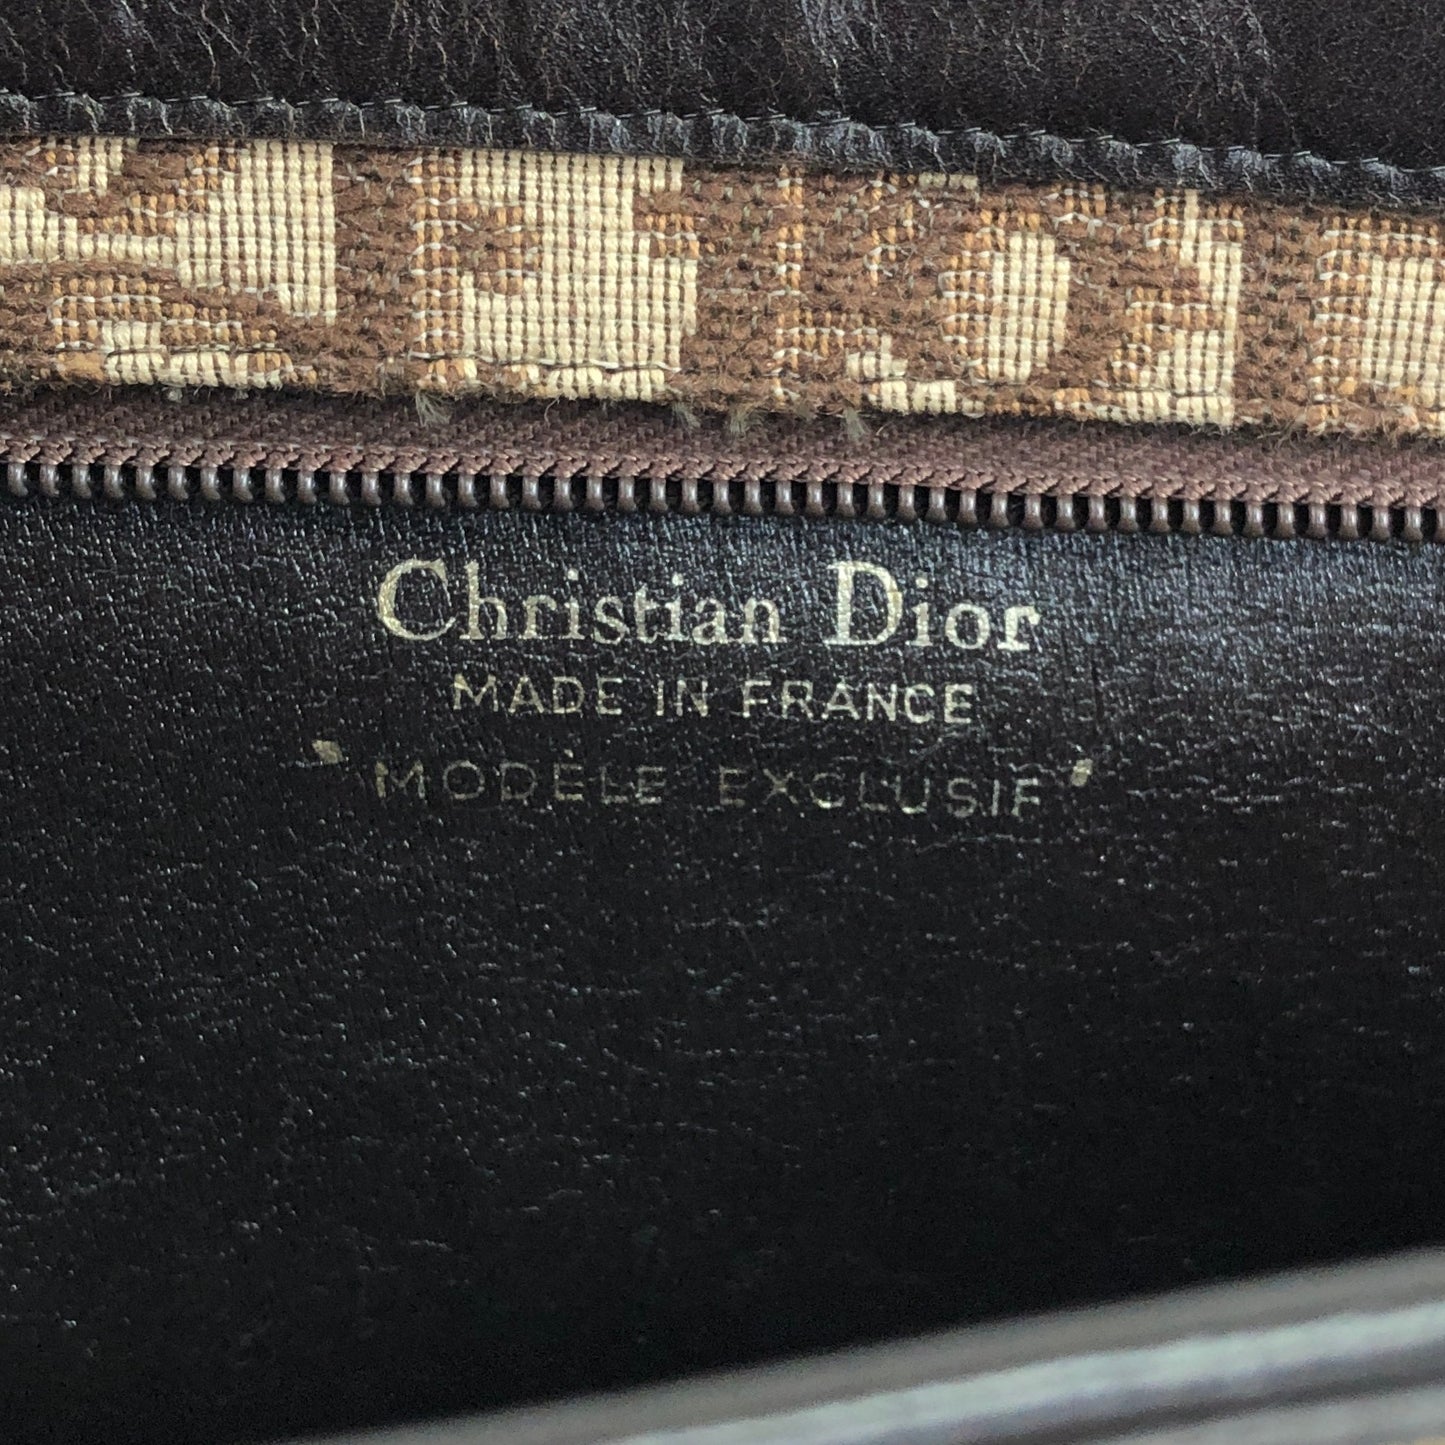 Christian Dior
MADE IN FRANCE
"MODÈLE EXCLUSIF"